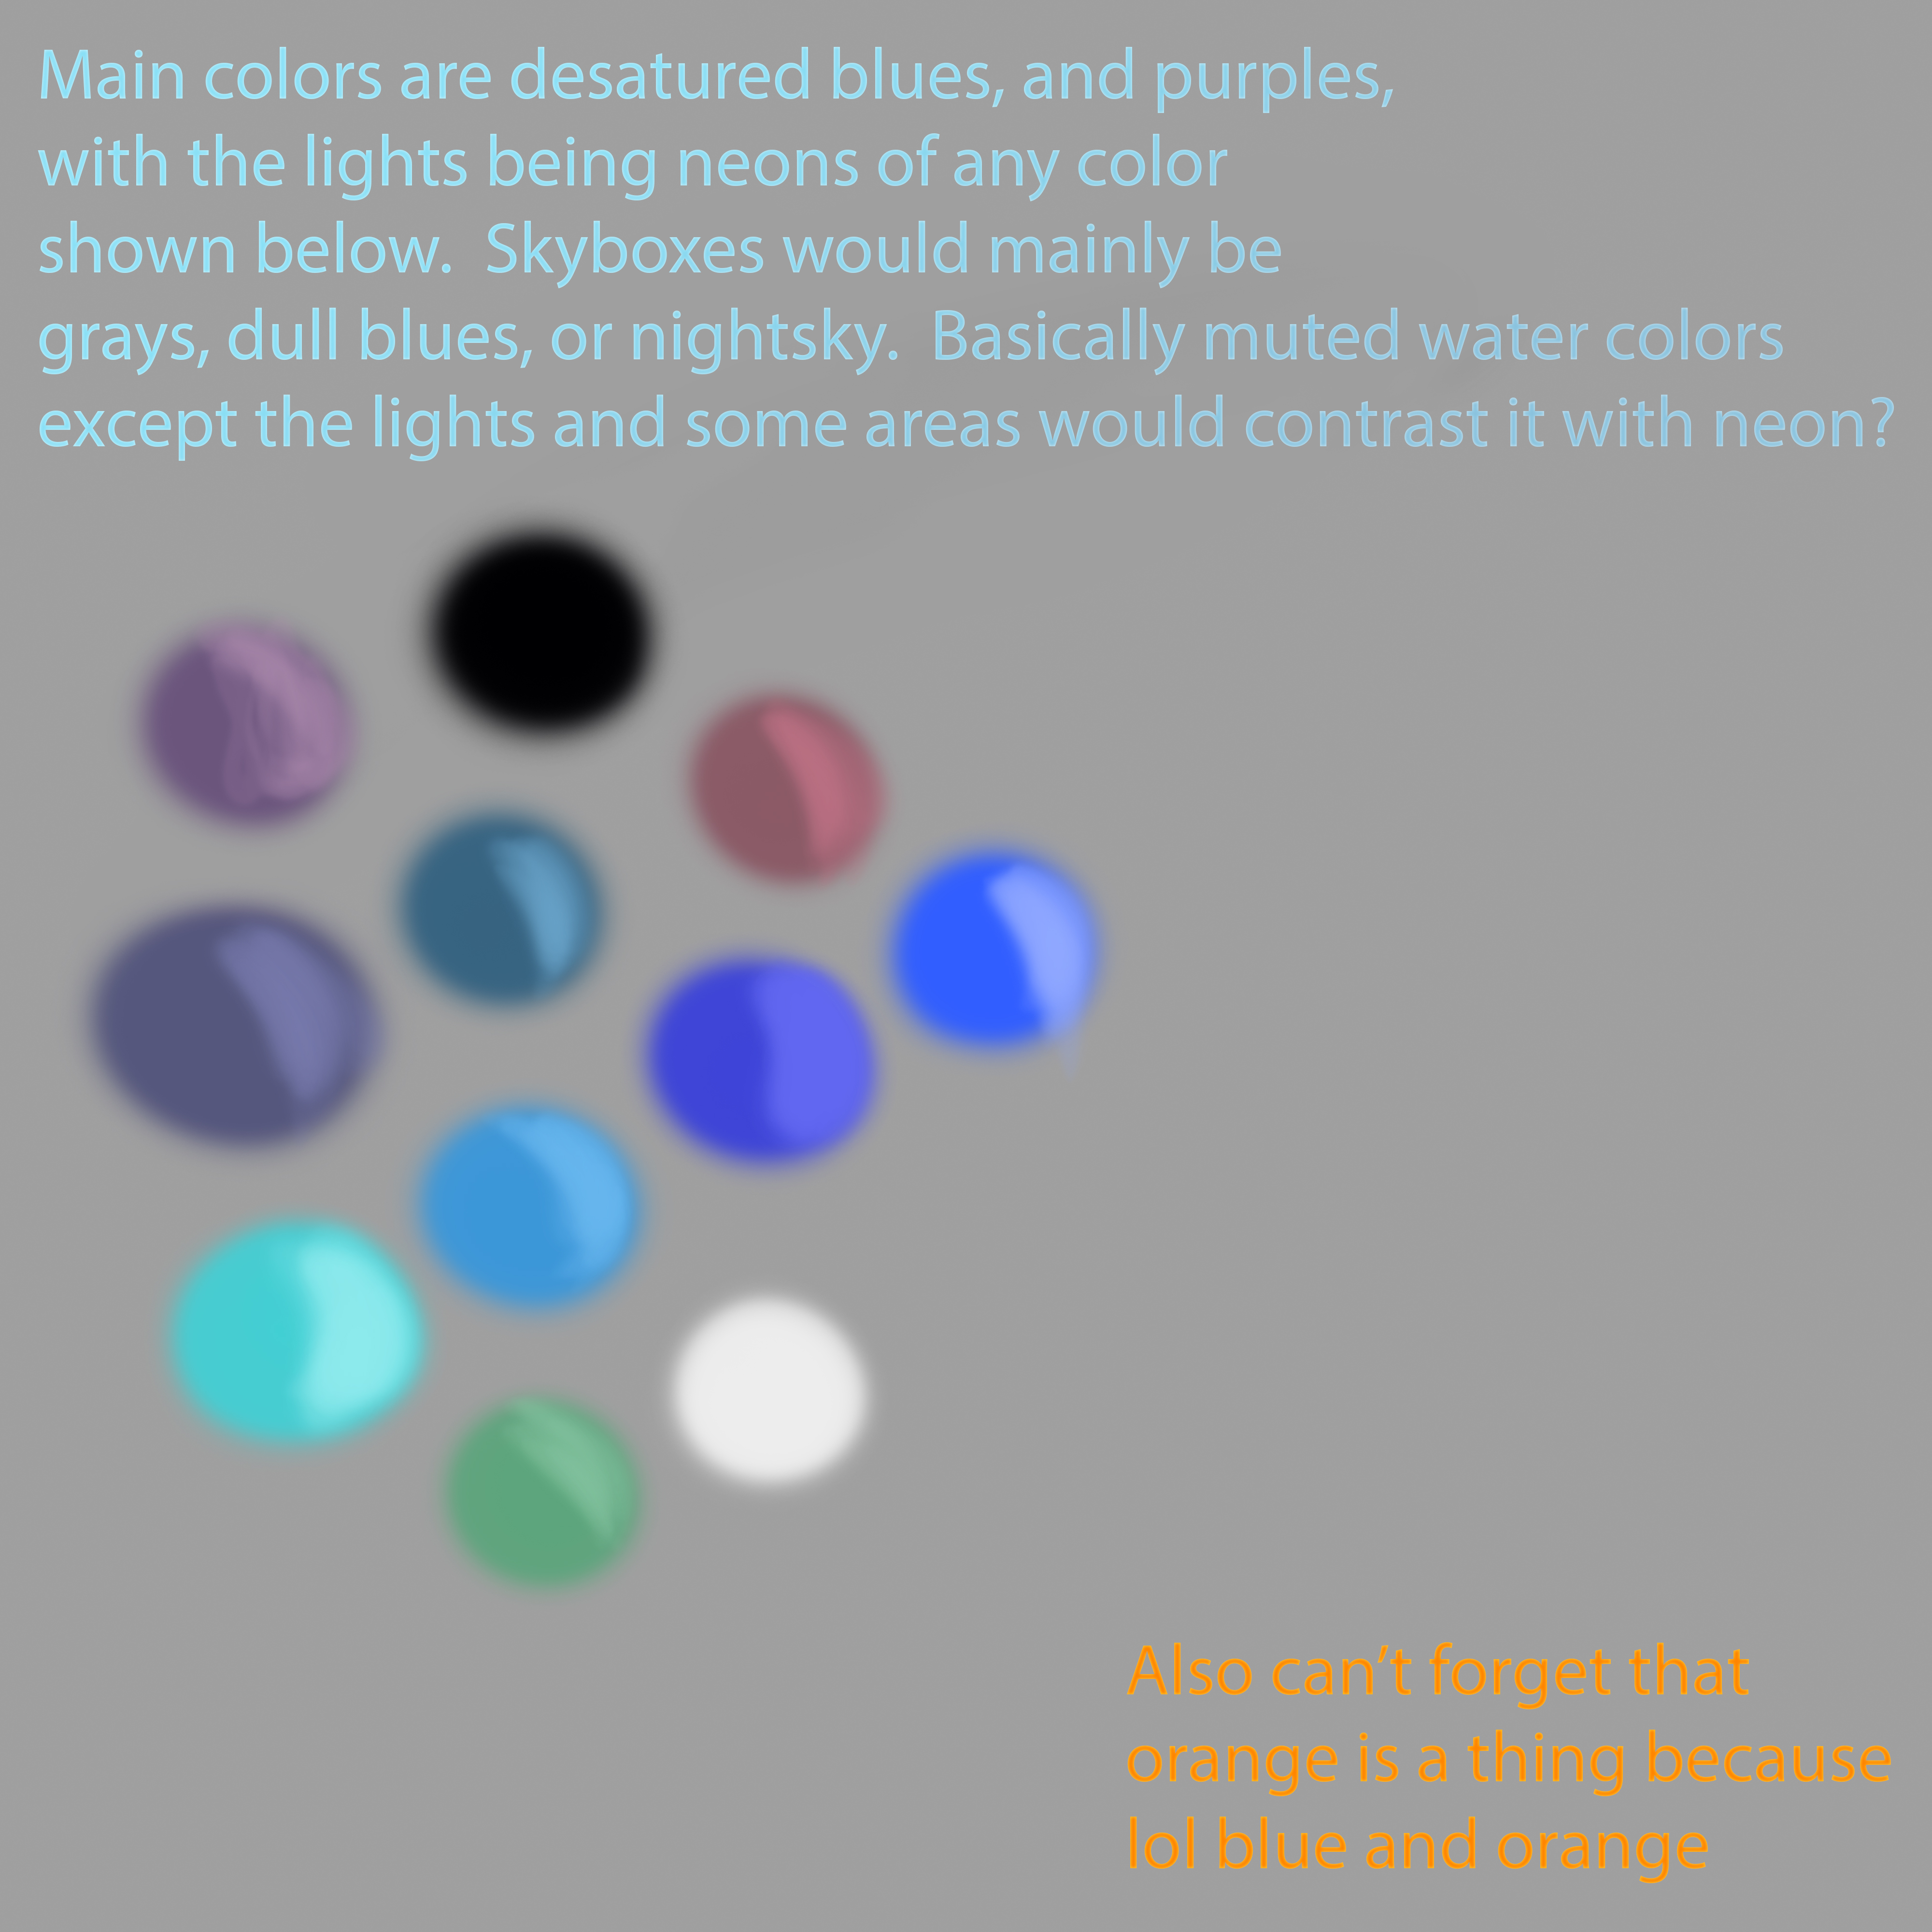 Main colors are desatured blues, and purples,
with the lights being neons of any color
shown below.  Skyboxes would mainly be
grays, dull blues, or nightsky.  Basically muted water colors
except the lights and some areas would contrast it with neon?
Also can’t forget that
orange is a thing because
lol blue and orange